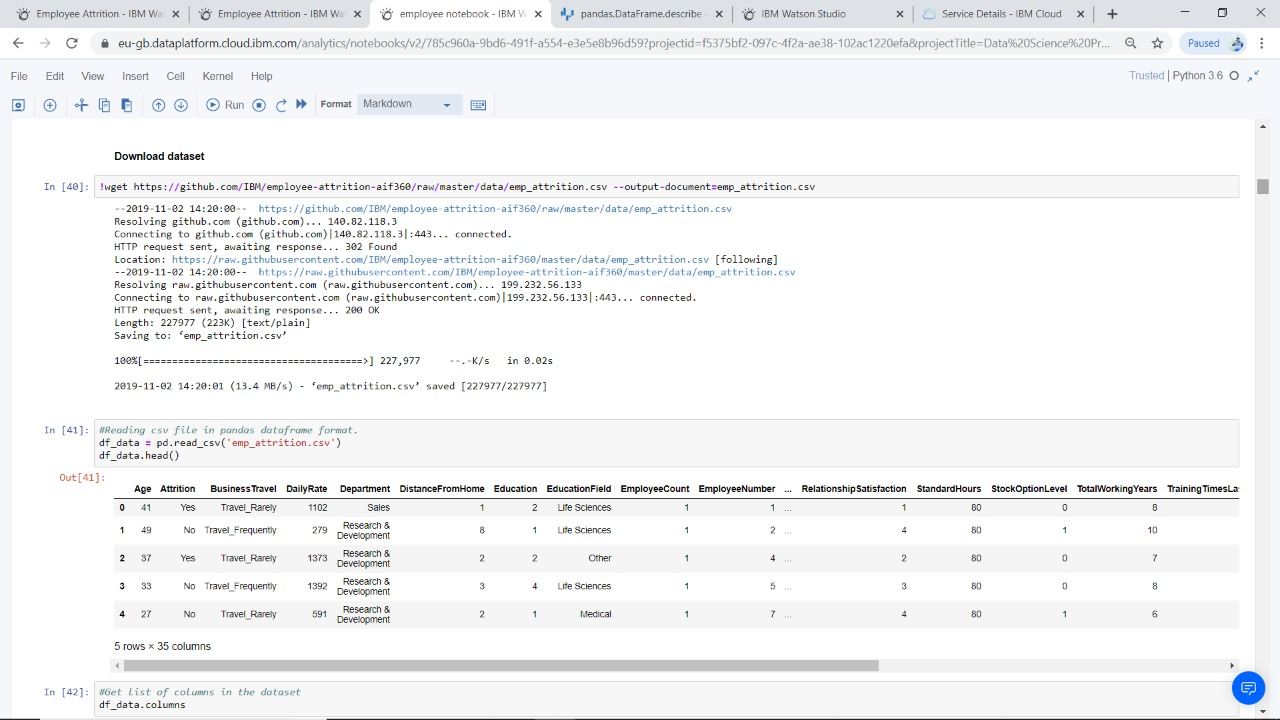 Employee Attrition - IBM Wa
Employee Attrition - IBM Wa
employee notebook - IBM W
pandas.DataFrame.describe
IBM Watson Studio
Service Details - IBM Cloud
eu-gb.dataplatform.cloud.ibm.com/analytics/notebooks/v2/785c960a-9bd6-491f-a554-e3e5e8b96d59?projectid=f5375bf2-097c-4f2a-ae38-102ac1220efa&projectTitle=Data%20Science%20Pr...
Paused
File Edit View Insert Cell Kernel Help
Trusted | Python 3.6
Run Format Markdown
Download dataset
In [40]: !wget https://github.com/IBM/employee-attrition-aif360/raw/master/data/emp_attrition.csv --output-document=emp_attrition.csv
--2019-11-02 14:20:00-- https://github.com/IBM/employee-attrition-aif360/raw/master/data/emp_attrition.csv
Resolving github.com (github.com)... 140.82.118.3
Connecting to github.com (github.com)|140.82.118.3|:443... connected.
HTTP request sent, awaiting response... 302 Found
Location: https://raw.githubusercontent.com/IBM/employee-attrition-aif360/master/data/emp_attrition.csv [following]
--2019-11-02 14:20:00-- https://raw.githubusercontent.com/IBM/employee-attrition-aif360/master/data/emp_attrition.csv
Resolving raw.githubusercontent.com (raw.githubusercontent.com)... 199.232.56.133
Connecting to raw.githubusercontent.com (raw.githubusercontent.com)|199.232.56.133|:443... connected.
HTTP request sent, awaiting response... 200 OK
Length: 227977 (223K) [text/plain]
Saving to: ‘emp_attrition.csv’
100%[======================================>] 227,977 --.-K/s in 0.02s
2019-11-02 14:20:01 (13.4 MB/s) - ‘emp_attrition.csv’ saved [227977/227977]
In [41]: #Reading csv file in pandas dataframe format.
df_data = pd.read_csv('emp_attrition.csv')
df_data.head()
Out[41]:
Age Attrition BusinessTravel DailyRate Department DistanceFromHome Education EducationField EmployeeCount EmployeeNumber ... RelationshipSatisfaction StandardHours StockOptionLevel TotalWorkingYears TrainingTimesLa
0 41 Yes Travel_Rarely 1102 Sales 1 2 Life Sciences 1 1 ... 1 80 0 8
1 49 No Travel_Frequently 279 Research & Development 8 1 Life Sciences 1 2 ... 4 80 1 10
2 37 Yes Travel_Rarely 1373 Research & Development 2 2 Other 1 4 ... 2 80 0 7
3 33 No Travel_Frequently 1392 Research & Development 3 4 Life Sciences 1 5 ... 3 80 0 8
4 27 No Travel_Rarely 591 Research & Development 2 1 Medical 1 7 ... 4 80 1 6
5 rows × 35 columns
In [42]: #Get list of columns in the dataset
df_data.columns